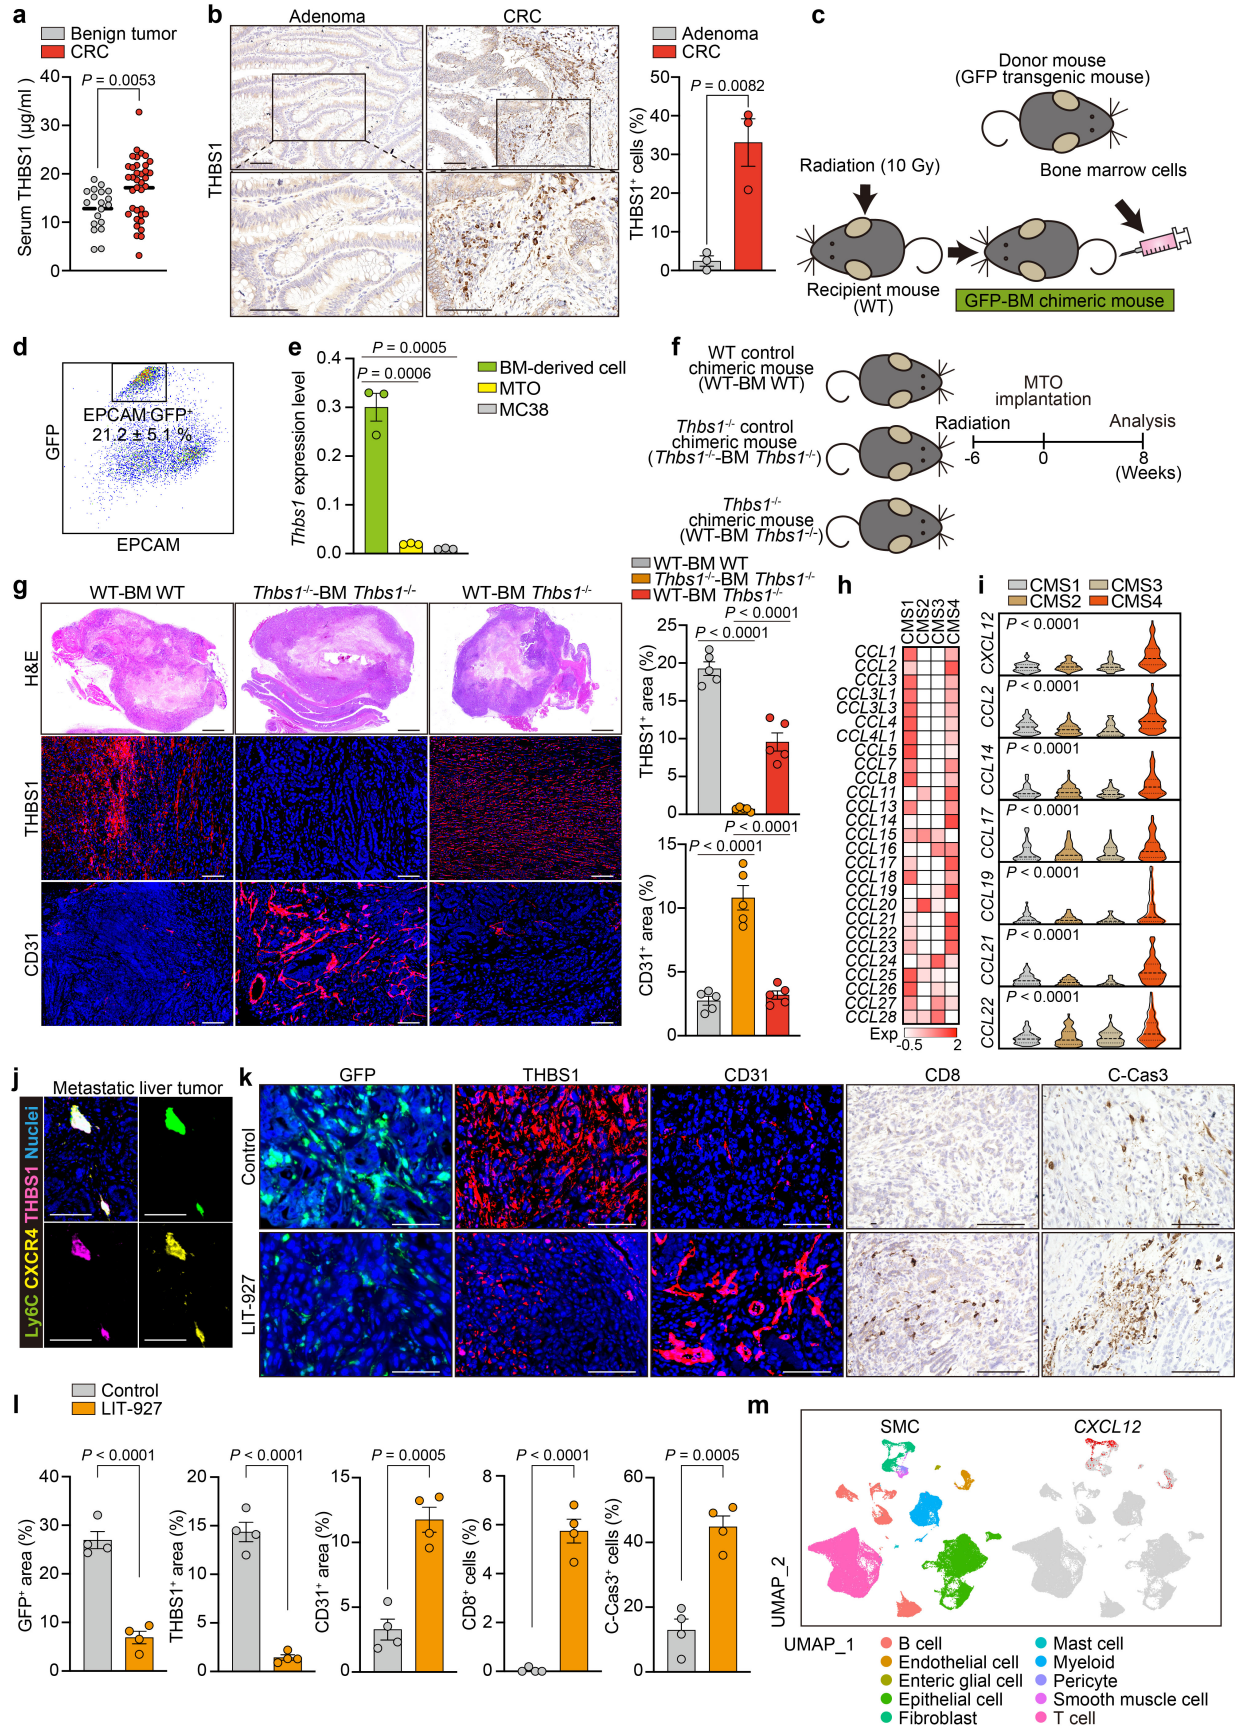 a
Benign tumor
CRC
P = 0.0053
Serum THBS1 (µg/ml)
40
30
20
10
0
b
Adenoma
CRC
THBS1
Adenoma
CRC
P = 0.0082
THBS1⁺ cells (%)
50
40
30
20
10
0
c
Donor mouse
(GFP transgenic mouse)
Radiation (10 Gy)
Bone marrow cells
Recipient mouse
(WT)
GFP-BM chimeric mouse
d
GFP
EPCAM⁻GFP⁺
21.2 ± 5.1 %
EPCAM
e
P = 0.0005
P = 0.0006
BM-derived cell
MTO
MC38
Thbs1 expression level
0.4
0.3
0.2
0.1
0.0
f
WT control
chimeric mouse
(WT-BM WT)
Thbs1⁻/⁻ control
chimeric mouse
(Thbs1⁻/⁻-BM Thbs1⁻/⁻)
Thbs1⁻/⁻
chimeric mouse
(WT-BM Thbs1⁻/⁻)
MTO
implantation
Radiation
Analysis
-6
0
8
(Weeks)
g
WT-BM WT
Thbs1⁻/⁻-BM Thbs1⁻/⁻
WT-BM Thbs1⁻/⁻
H&E
THBS1
CD31
WT-BM WT
Thbs1⁻/⁻-BM Thbs1⁻/⁻
WT-BM Thbs1⁻/⁻
P < 0.0001
P < 0.0001
THBS1⁺ area (%)
25
20
15
10
5
0
P < 0.0001
P < 0.0001
CD31⁺ area (%)
15
10
5
0
h
CMS1
CMS2
CMS3
CMS4
CCL1
CCL2
CCL3
CCL3L1
CCL3L3
CCL4
CCL4L1
CCL5
CCL7
CCL8
CCL11
CCL13
CCL14
CCL15
CCL16
CCL17
CCL18
CCL19
CCL20
CCL21
CCL22
CCL23
CCL24
CCL25
CCL26
CCL27
CCL28
Exp
-0.5
2
i
CMS1
CMS3
CMS2
CMS4
CXCL12
P < 0.0001
CCL2
P < 0.0001
CCL14
P < 0.0001
CCL17
P < 0.0001
CCL19
P < 0.0001
CCL21
P < 0.0001
CCL22
P < 0.0001
j
Metastatic liver tumor
Ly6C CXCR4 THBS1 Nuclei
k
GFP
THBS1
CD31
CD8
C-Cas3
Control
LIT-927
l
Control
LIT-927
P < 0.0001
GFP⁺ area (%)
40
30
20
10
0
P < 0.0001
THBS1⁺ area (%)
20
15
10
5
0
P = 0.0005
CD31⁺ area (%)
15
10
5
0
P < 0.0001
CD8⁺ cells (%)
8
6
4
2
0
P = 0.0005
C-Cas3⁺ cells (%)
60
40
20
0
m
SMC
CXCL12
UMAP_2
UMAP_1
B cell
Endothelial cell
Enteric glial cell
Epithelial cell
Fibroblast
Mast cell
Myeloid
Pericyte
Smooth muscle cell
T cell